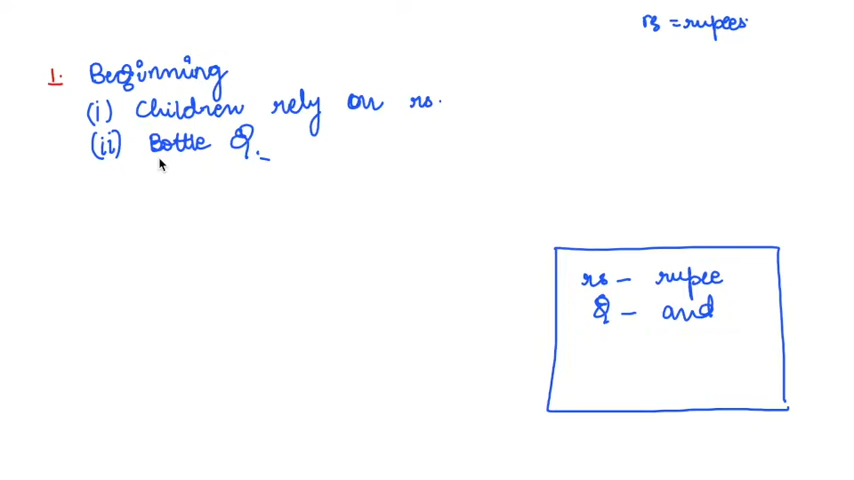 rs = rupees.
1. Beginning
(i) Children rely on rs.
(ii) Bottle &._
rs - rupee
& - and